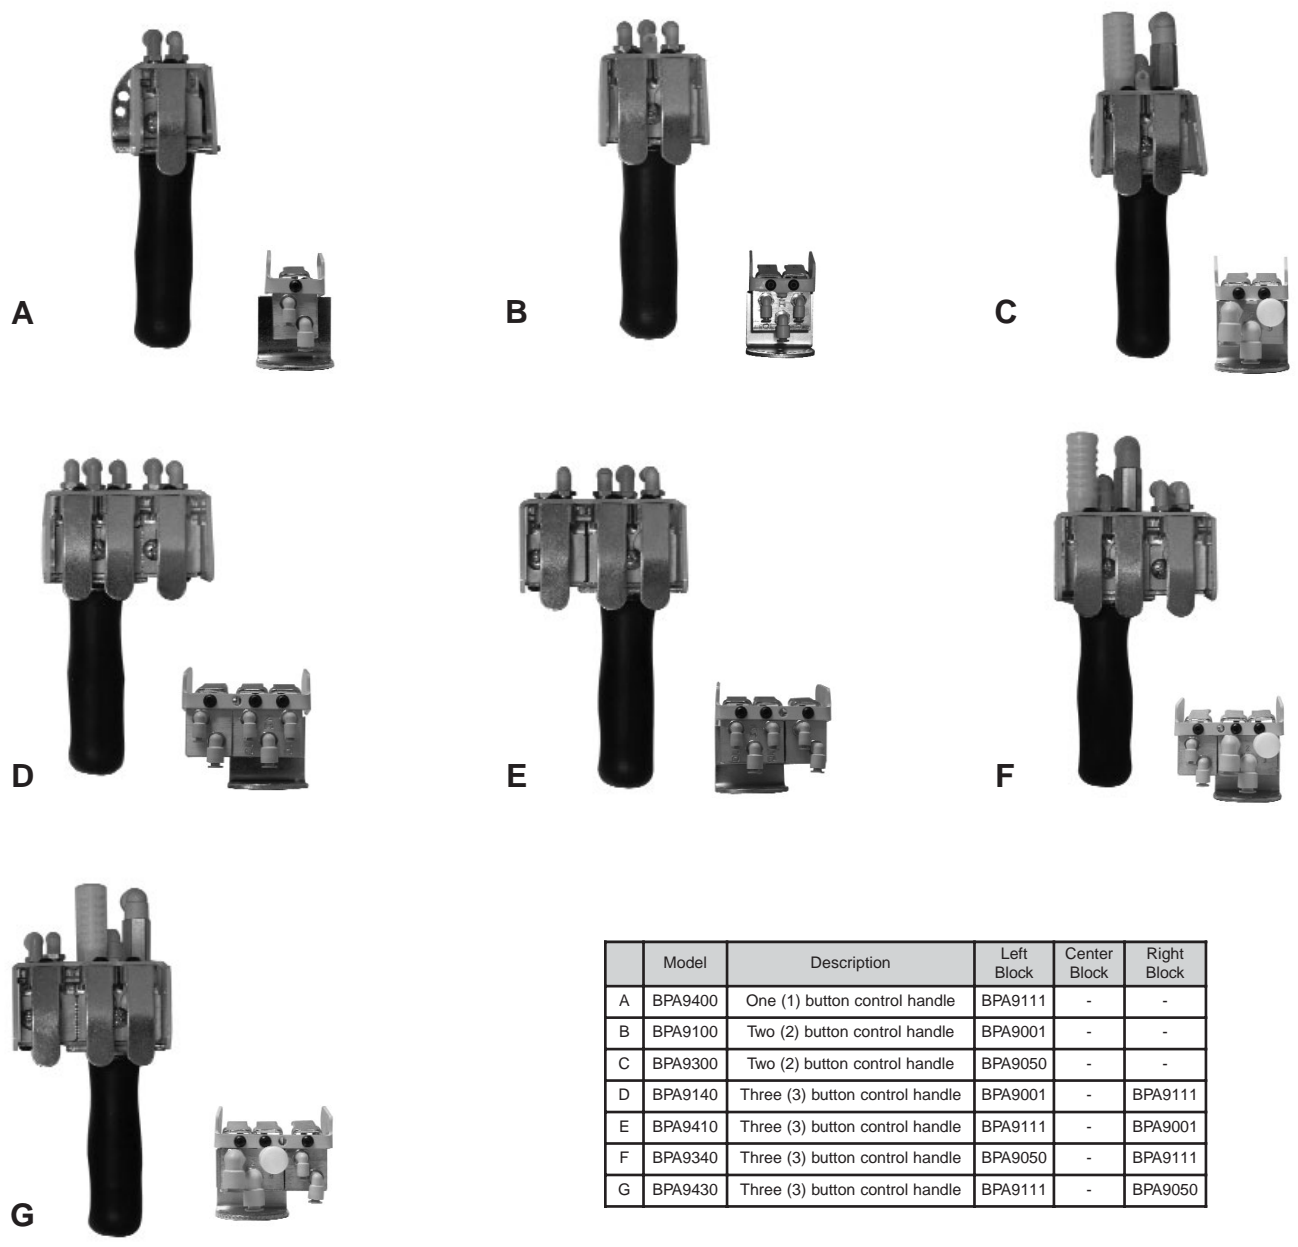 A
B
C
D
E
F
G
Model Description Left Block Center Block Right Block
A BPA9400 One (1) button control handle BPA9111 - -
B BPA9100 Two (2) button control handle BPA9001 - -
C BPA9300 Two (2) button control handle BPA9050 - -
D BPA9140 Three (3) button control handle BPA9001 - BPA9111
E BPA9410 Three (3) button control handle BPA9111 - BPA9001
F BPA9340 Three (3) button control handle BPA9050 - BPA9111
G BPA9430 Three (3) button control handle BPA9111 - BPA9050